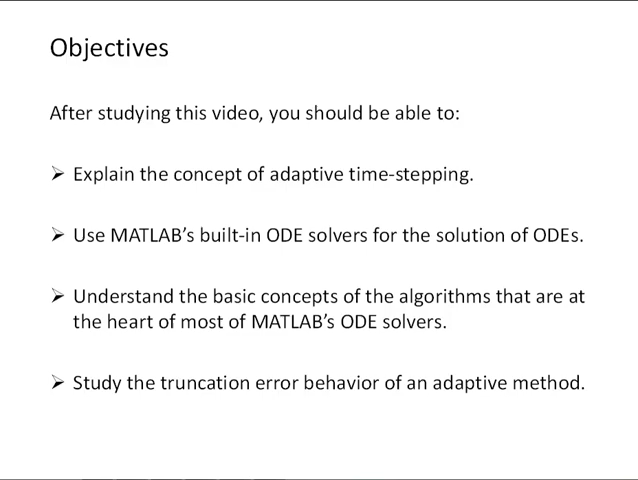 Objectives
After studying this video, you should be able to:
➢ Explain the concept of adaptive time-stepping.
➢ Use MATLAB’s built-in ODE solvers for the solution of ODEs.
➢ Understand the basic concepts of the algorithms that are at
the heart of most of MATLAB’s ODE solvers.
➢ Study the truncation error behavior of an adaptive method.